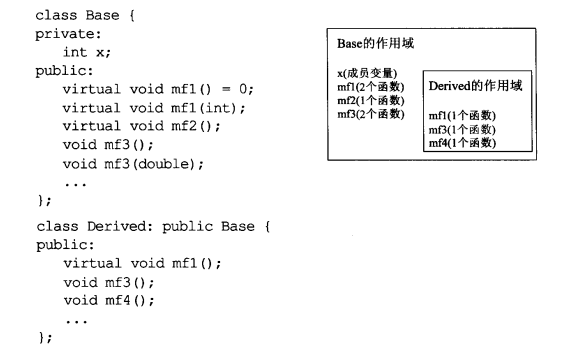 class Base {
private:
int x;
public:
virtual void mf1() = 0;
virtual void mf1(int);
virtual void mf2();
void mf3();
void mf3(double);
...
};
class Derived: public Base {
public:
virtual void mf1();
void mf3();
void mf4();
...
};
Base的作用域
x(成员变量)
mf1(2个函数)
mf2(1个函数)
mf3(2个函数)
Derived的作用域
mf1(1个函数)
mf3(1个函数)
mf4(1个函数)